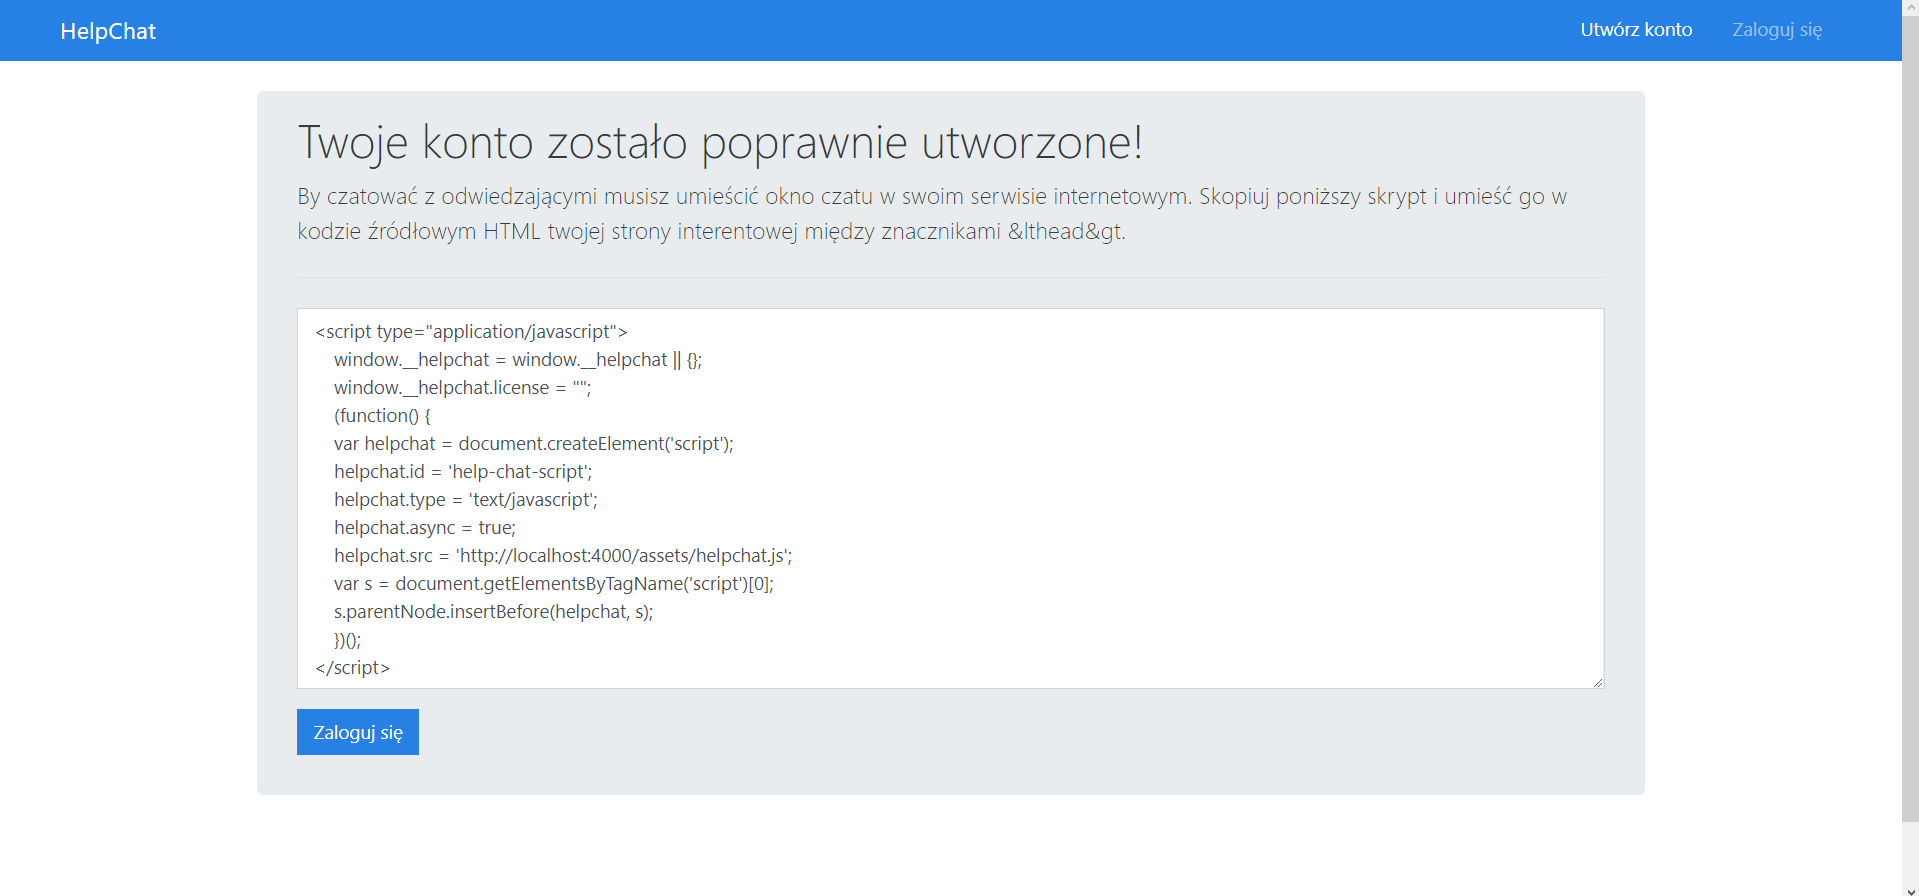 HelpChat
Utwórz konto
Zaloguj się
Twoje konto zostało poprawnie utworzone!
By czatować z odwiedzającymi musisz umieścić okno czatu w swoim serwisie internetowym. Skopiuj poniższy skrypt i umieść go w
kodzie źródłowym HTML twojej strony interentowej między znacznikami &lthead&gt.
<script type="application/javascript">
window.__helpchat = window.__helpchat || {};
window.__helpchat.license = "";
(function() {
var helpchat = document.createElement('script');
helpchat.id = 'help-chat-script';
helpchat.type = 'text/javascript';
helpchat.async = true;
helpchat.src = 'http://localhost:4000/assets/helpchat.js';
var s = document.getElementsByTagName('script')[0];
s.parentNode.insertBefore(helpchat, s);
})();
</script>
Zaloguj się